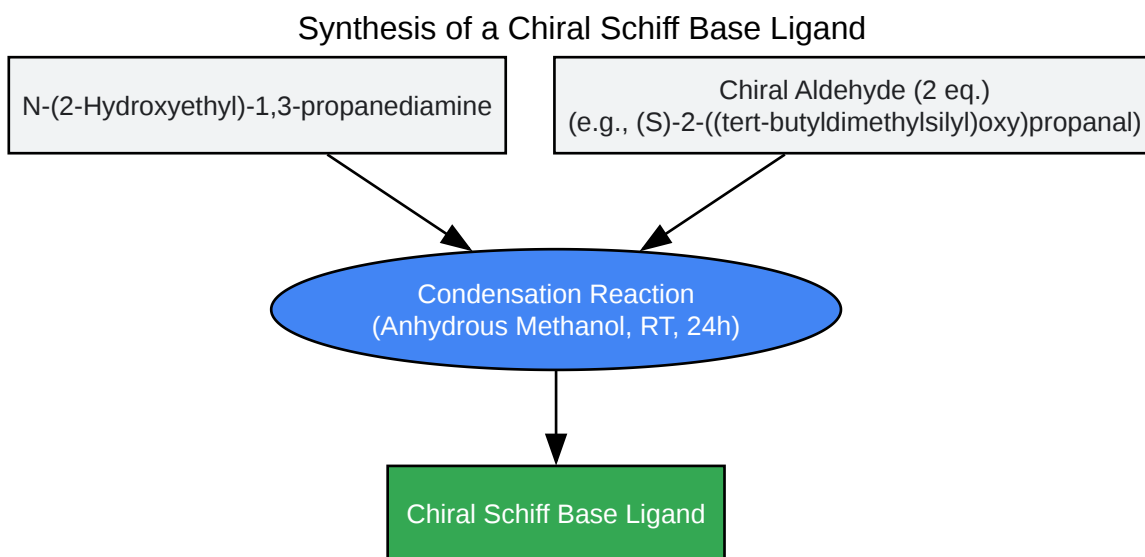 Synthesis of a Chiral Schiff Base Ligand
N-(2-Hydroxyethyl)-1,3-propanediamine
Chiral Aldehyde (2 eq.)
(e.g., (S)-2-((tert-butyldimethylsilyl)oxy)propanal)
Condensation Reaction
(Anhydrous Methanol, RT, 24h)
Chiral Schiff Base Ligand